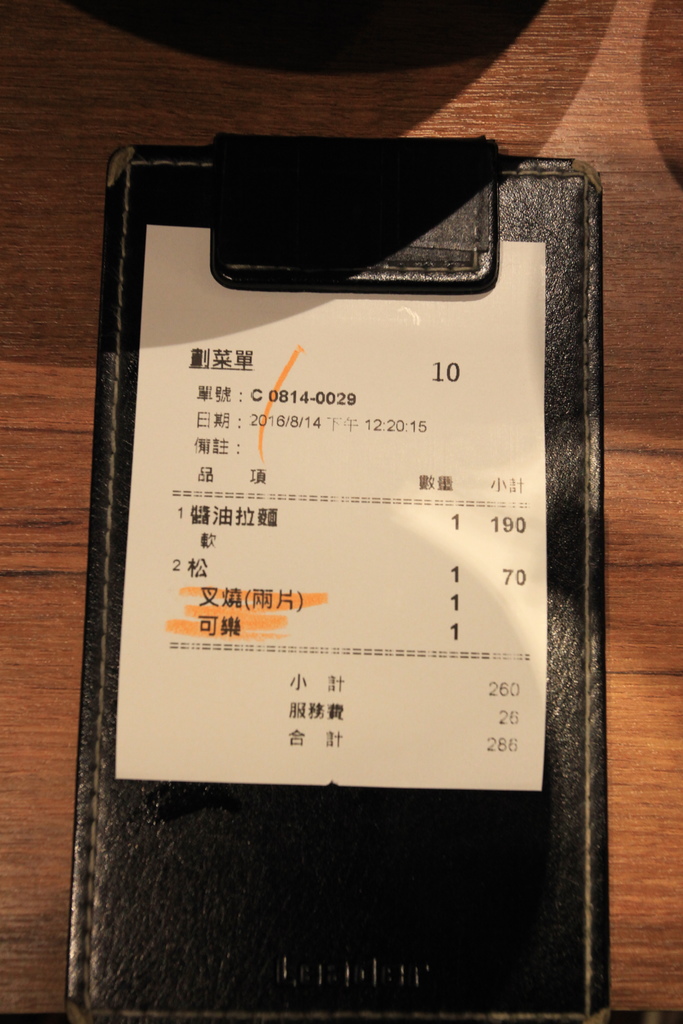 劃菜單 10
單號：C 0814-0029
日期：2016/8/14 下午 12:20:15
備註：
品 項 數量 小計
1 醬油拉麵 1 190
軟
2 松 1 70
叉燒(兩片) 1
可樂 1
小 計 260
服務費 26
合 計 286